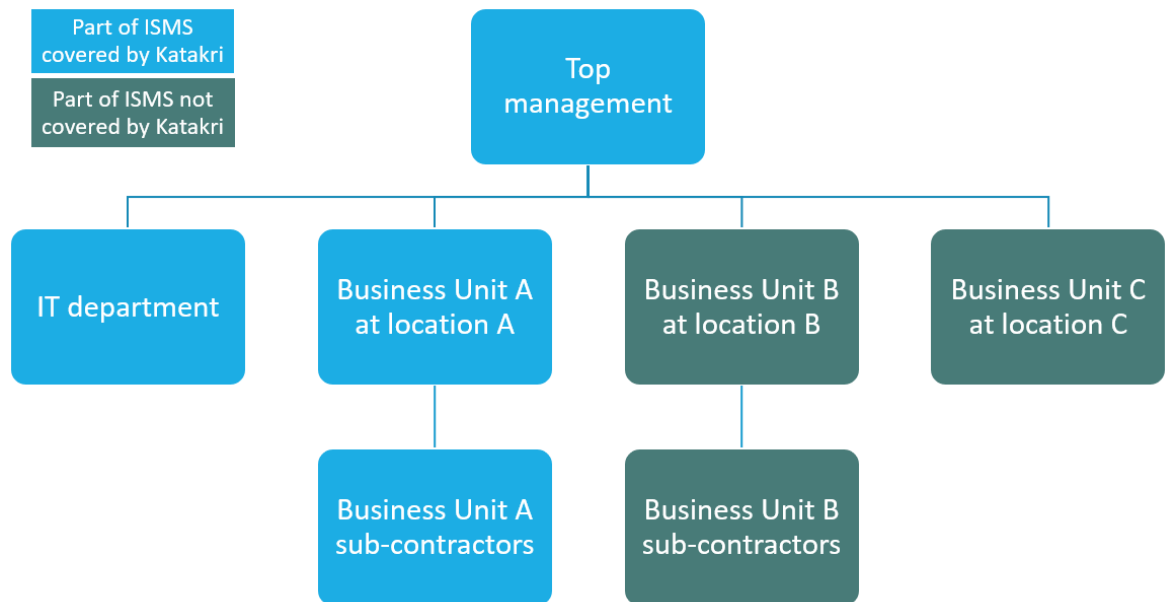 Part of ISMS
covered by Katakri
Part of ISMS not
covered by Katakri
Top
management
IT department
Business Unit A
at location A
Business Unit B
at location B
Business Unit C
at location C
Business Unit A
sub-contractors
Business Unit B
sub-contractors